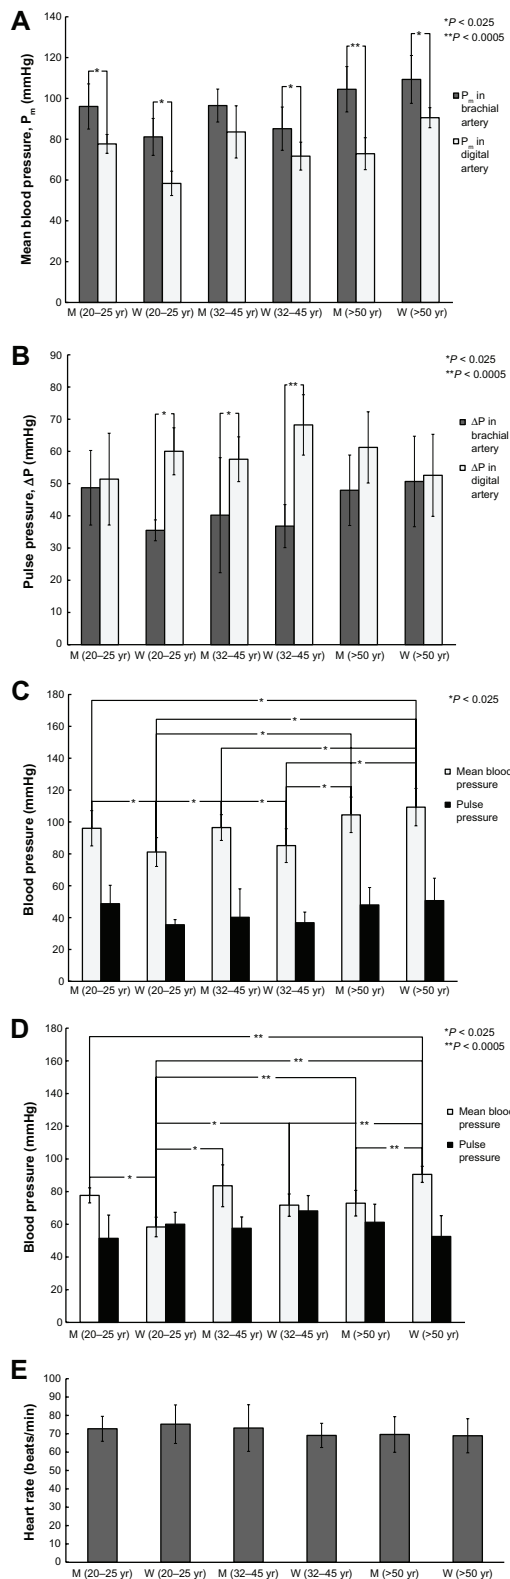 A
Mean blood pressure, Pm (mmHg)
140
120
100
80
60
40
20
0
*P < 0.025
**P < 0.0005
Pm in
brachial
artery
Pm in
digital
artery
* * * ** *
M (20–25 yr) W (20–25 yr) M (32–45 yr) W (32–45 yr) M (>50 yr) W (>50 yr)
B
Pulse pressure, ΔP (mmHg)
90
80
70
60
50
40
30
20
10
0
*P < 0.025
**P < 0.0005
ΔP in
brachial
artery
ΔP in
digital
artery
* * **
M (20–25 yr) W (20–25 yr) M (32–45 yr) W (32–45 yr) M (>50 yr) W (>50 yr)
C
Blood pressure (mmHg)
180
160
140
120
100
80
60
40
20
0
*P < 0.025
Mean blood
pressure
Pulse
pressure
*
*
*
*
*
*
* * *
M (20–25 yr) W (20–25 yr) M (32–45 yr) W (32–45 yr) M (>50 yr) W (>50 yr)
D
Blood pressure (mmHg)
180
160
140
120
100
80
60
40
20
0
*P < 0.025
**P < 0.0005
Mean blood
pressure
Pulse
pressure
**
**
**
* **
* **
*
M (20–25 yr) W (20–25 yr) M (32–45 yr) W (32–45 yr) M (>50 yr) W (>50 yr)
E
Heart rate (beats/min)
100
90
80
70
60
50
40
30
20
10
0
M (20–25 yr) W (20–25 yr) M (32–45 yr) W (32–45 yr) M (>50 yr) W (>50 yr)